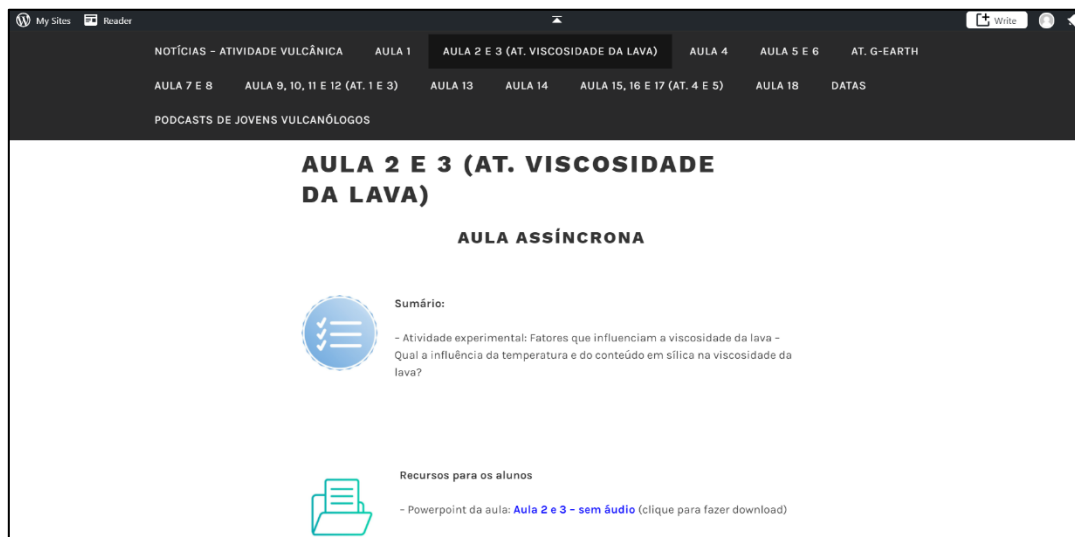 My Sites Reader Write
NOTÍCIAS – ATIVIDADE VULCÂNICA AULA 1 AULA 2 E 3 (AT. VISCOSIDADE DA LAVA) AULA 4 AULA 5 E 6 AT. G-EARTH
AULA 7 E 8 AULA 9, 10, 11 E 12 (AT. 1 E 3) AULA 13 AULA 14 AULA 15, 16 E 17 (AT. 4 E 5) AULA 18 DATAS
PODCASTS DE JOVENS VULCANÓLOGOS
AULA 2 E 3 (AT. VISCOSIDADE
DA LAVA)
AULA ASSÍNCRONA
Sumário:
– Atividade experimental: Fatores que influenciam a viscosidade da lava –
Qual a influência da temperatura e do conteúdo em sílica na viscosidade da
lava?
Recursos para os alunos
– Powerpoint da aula: Aula 2 e 3 – sem áudio (clique para fazer download)